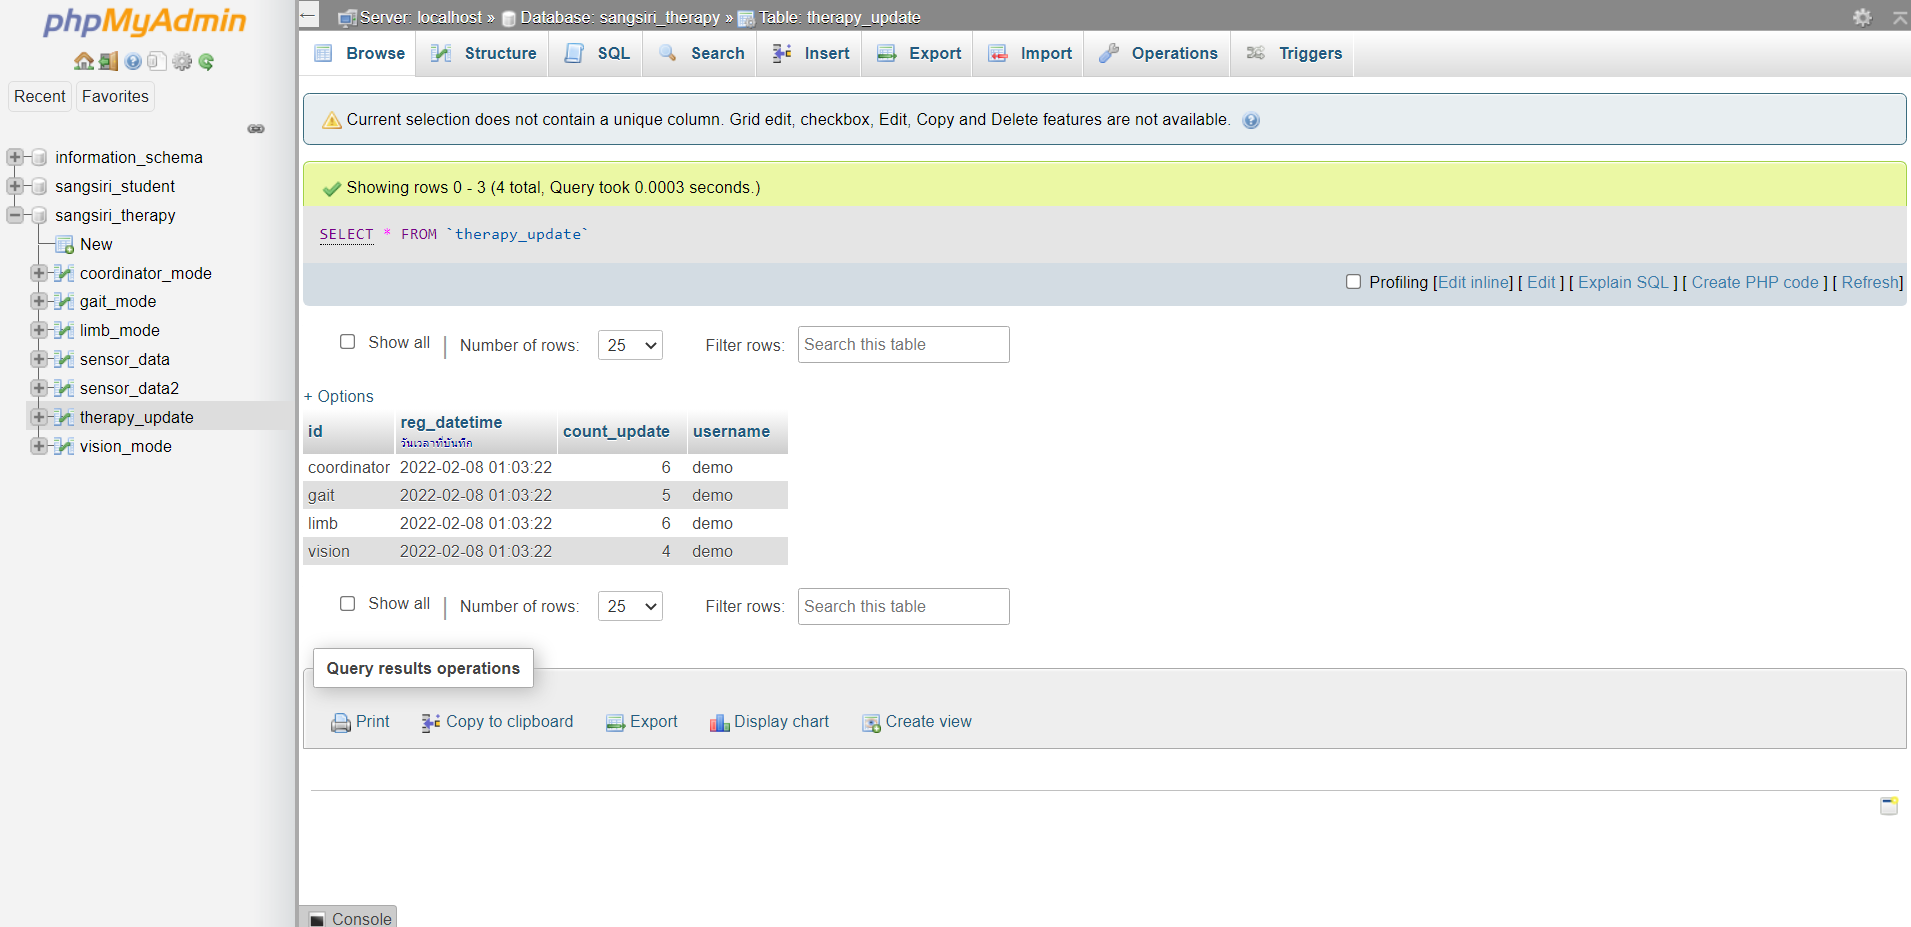 phpMyAdmin
Recent Favorites
information_schema
sangsiri_student
sangsiri_therapy
New
coordinator_mode
gait_mode
limb_mode
sensor_data
sensor_data2
therapy_update
vision_mode
Server: localhost » Database: sangsiri_therapy » Table: therapy_update
Browse Structure SQL Search Insert Export Import Operations Triggers
Current selection does not contain a unique column. Grid edit, checkbox, Edit, Copy and Delete features are not available.
Showing rows 0 - 3 (4 total, Query took 0.0003 seconds.)
SELECT * FROM `therapy_update`
Profiling [Edit inline] [ Edit ] [ Explain SQL ] [ Create PHP code ] [ Refresh]
Show all | Number of rows: 25 Filter rows: Search this table
+ Options
id reg_datetime count_update username
วันเวลาที่บันทึก
coordinator 2022-02-08 01:03:22 6 demo
gait 2022-02-08 01:03:22 5 demo
limb 2022-02-08 01:03:22 6 demo
vision 2022-02-08 01:03:22 4 demo
Show all | Number of rows: 25 Filter rows: Search this table
Query results operations
Print Copy to clipboard Export Display chart Create view
Console